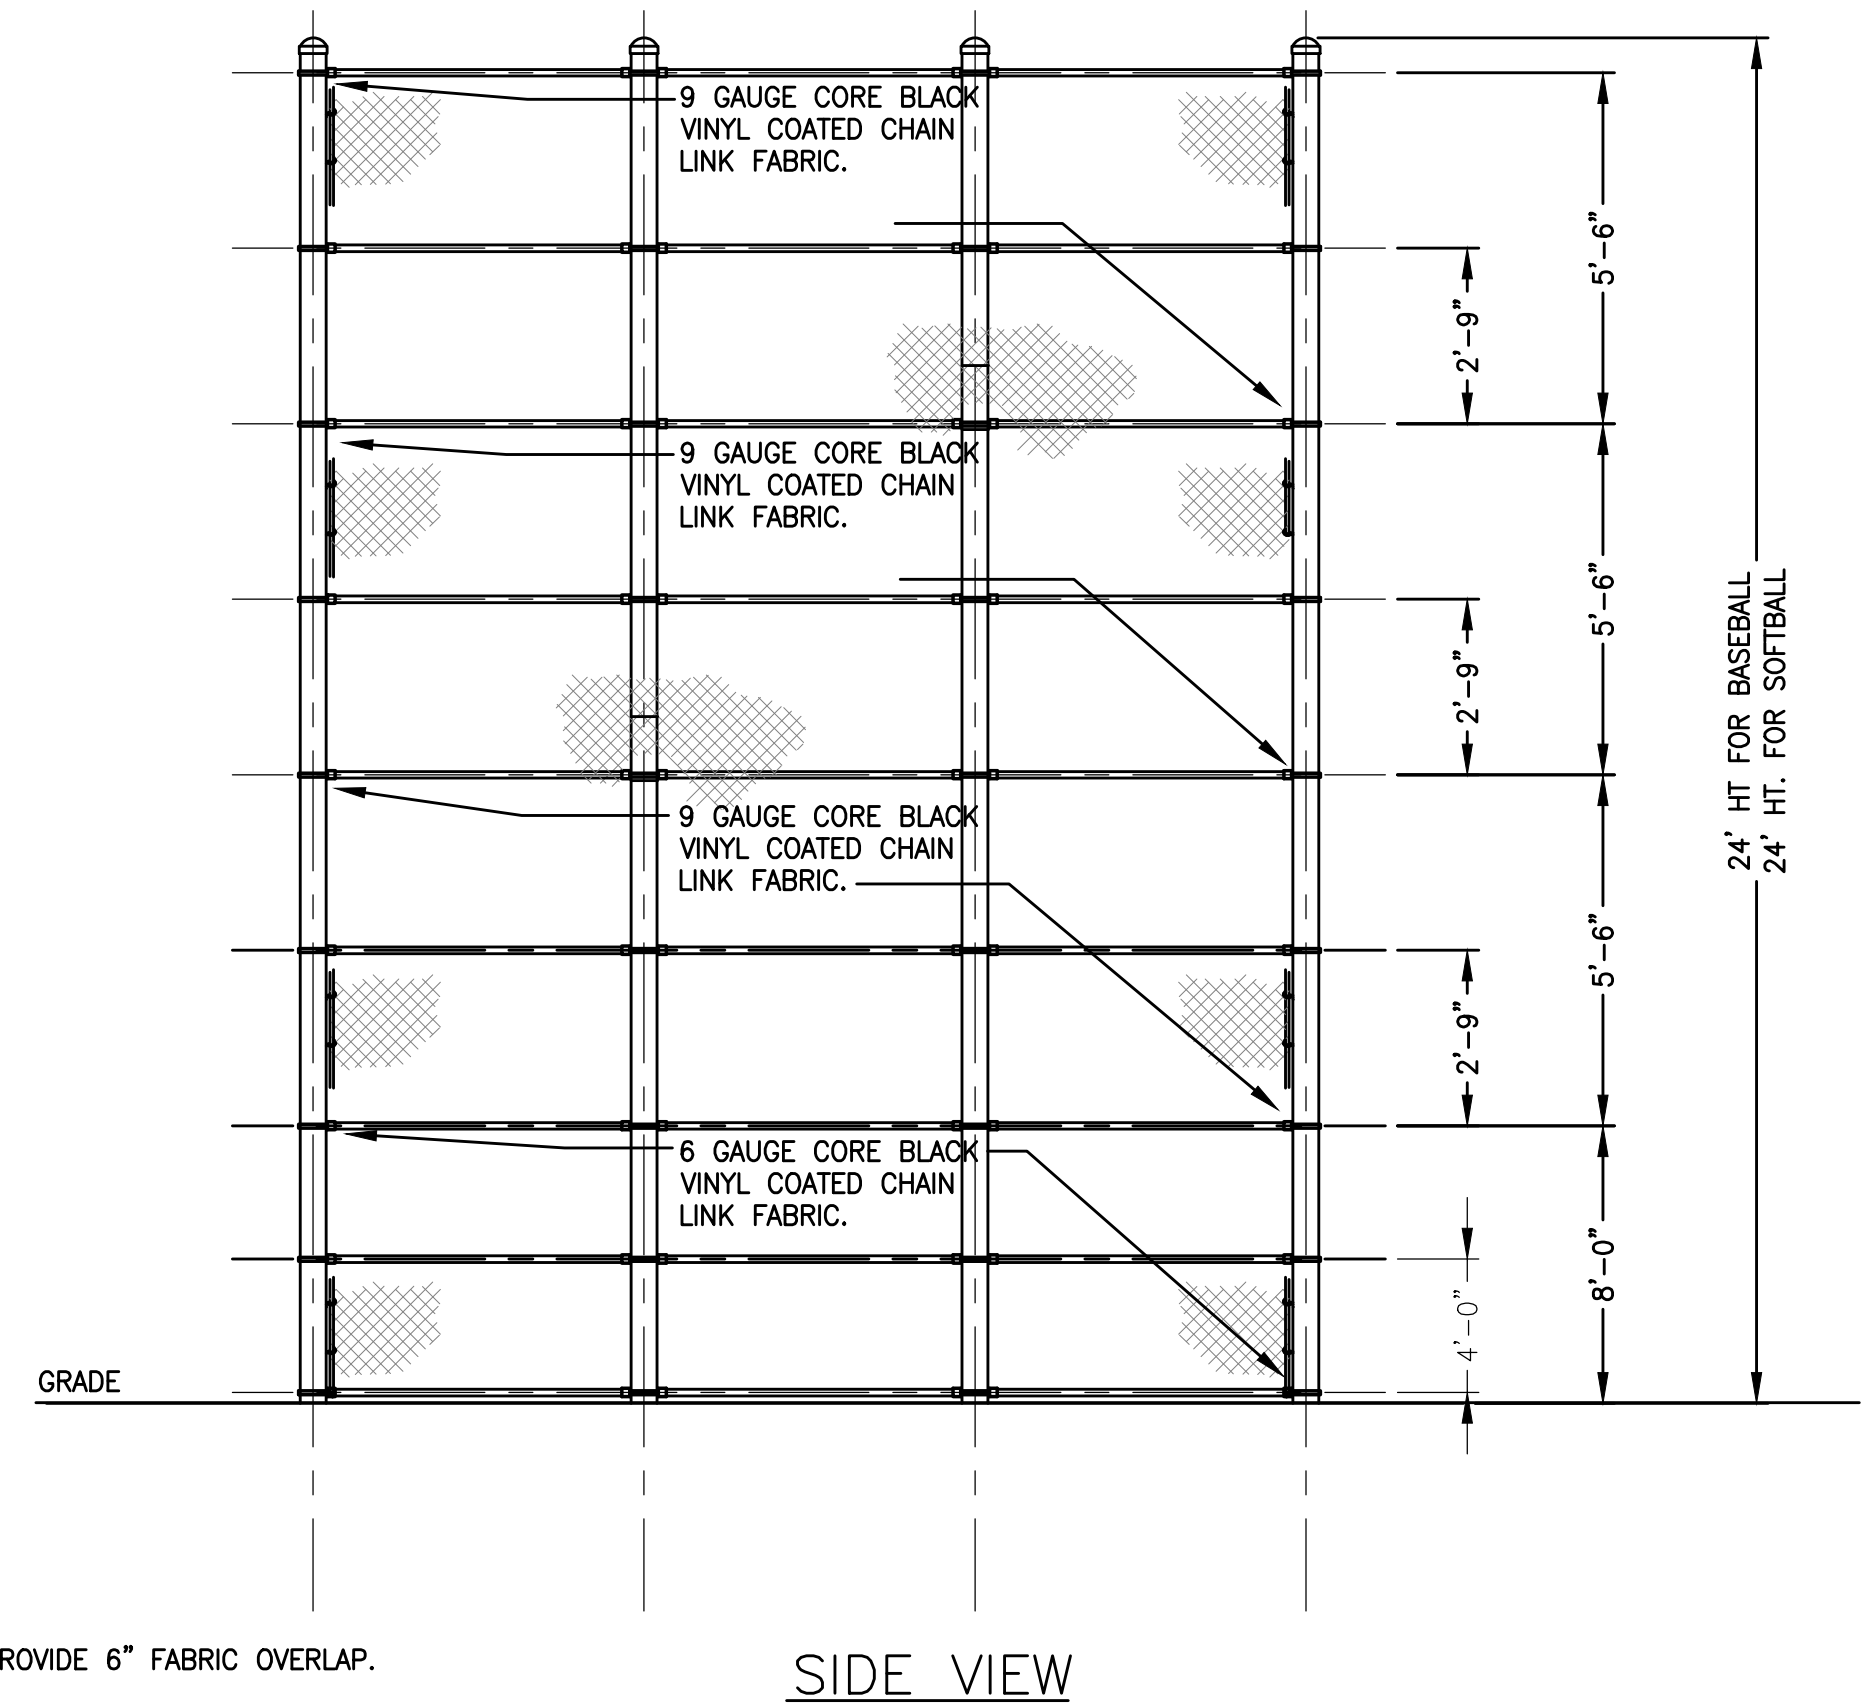 9 GAUGE CORE BLACK
VINYL COATED CHAIN
LINK FABRIC.
5'-6"
2'-9"
9 GAUGE CORE BLACK
VINYL COATED CHAIN
LINK FABRIC.
5'-6"
2'-9"
24' HT FOR BASEBALL
24' HT. FOR SOFTBALL
9 GAUGE CORE BLACK
VINYL COATED CHAIN
LINK FABRIC.
5'-6"
2'-9"
6 GAUGE CORE BLACK
VINYL COATED CHAIN
LINK FABRIC.
8'-0"
4'-0"
GRADE
ROVIDE 6" FABRIC OVERLAP.
SIDE VIEW